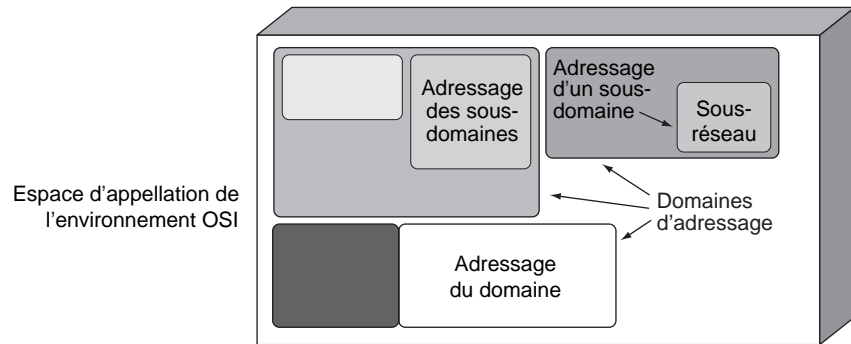 Adressage
des sous-
domaines
Adressage
d'un sous-
domaine
Sous-
réseau
Espace d'appellation de
l'environnement OSI
Domaines
d'adressage
Adressage
du domaine